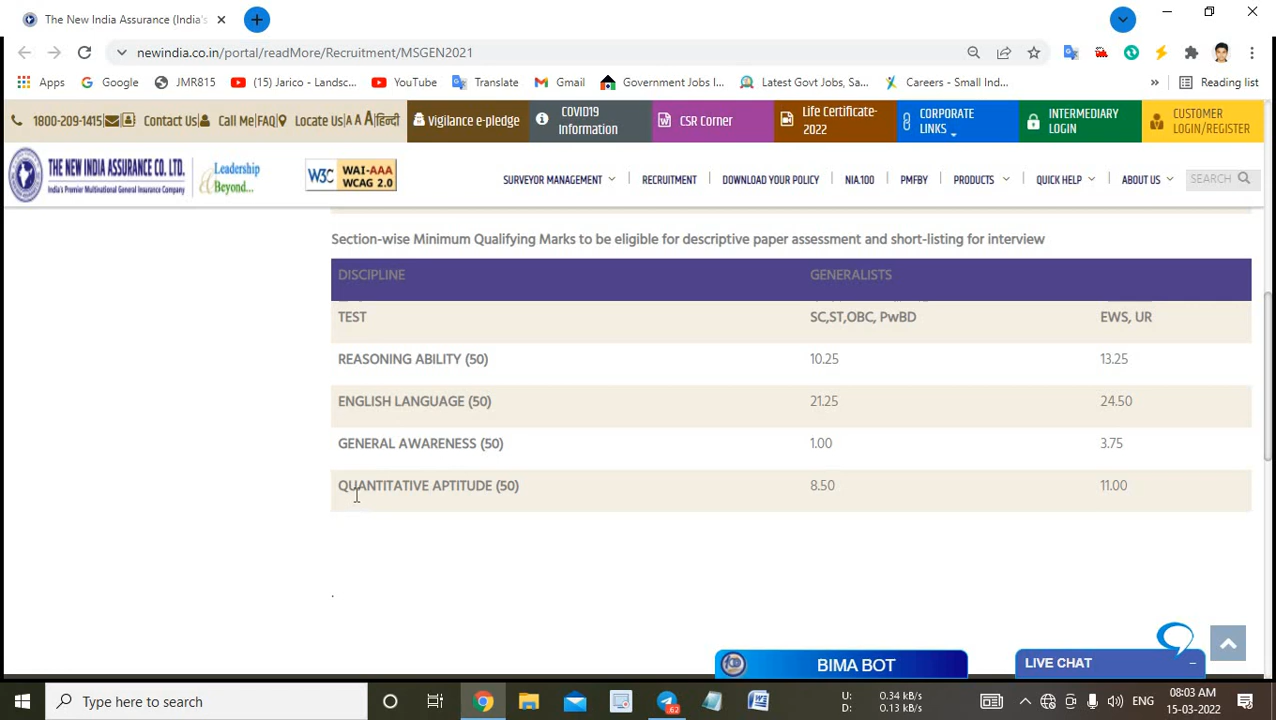 The New India Assurance (India's
newindia.co.in/portal/readMore/Recruitment/MSGEN2021
Apps Google JMR815 (15) Jarico - Landsc... YouTube Translate Gmail Government Jobs I... Latest Govt Jobs, Sa... Careers - Small Ind... » Reading list
1800-209-1415 Contact Us Call Me FAQ Locate Us A A A हिन्दी
Vigilance e-pledge
COVID19
Information
CSR Corner
Life Certificate-
2022
CORPORATE
LINKS
INTERMEDIARY
LOGIN
CUSTOMER
LOGIN/REGISTER
THE NEW INDIA ASSURANCE CO. LTD.
India's Premier Multinational General Insurance Company
Leadership
& Beyond...
W3C WAI-AAA
WCAG 2.0
SURVEYOR MANAGEMENT RECRUITMENT DOWNLOAD YOUR POLICY NIA.100 PMFBY PRODUCTS QUICK HELP ABOUT US SEARCH
Section-wise Minimum Qualifying Marks to be eligible for descriptive paper assessment and short-listing for interview
DISCIPLINE GENERALISTS
TEST SC,ST,OBC, PwBD EWS, UR
REASONING ABILITY (50) 10.25 13.25
ENGLISH LANGUAGE (50) 21.25 24.50
GENERAL AWARENESS (50) 1.00 3.75
QUANTITATIVE APTITUDE (50) 8.50 11.00
.
BIMA BOT
LIVE CHAT –
Type here to search
62
U: 0.34 kB/s
D: 0.13 kB/s
ENG
08:03 AM
15-03-2022